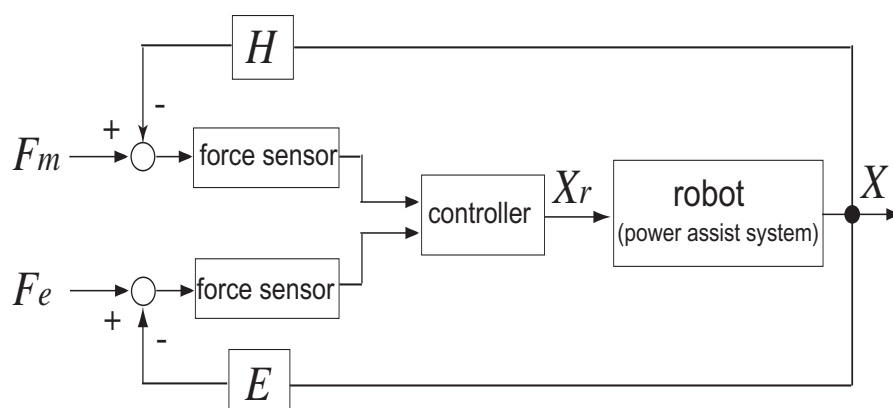 H
-
+
Fm
force sensor
controller
Xr
robot
(power assist system)
X
Fe
+
force sensor
-
E